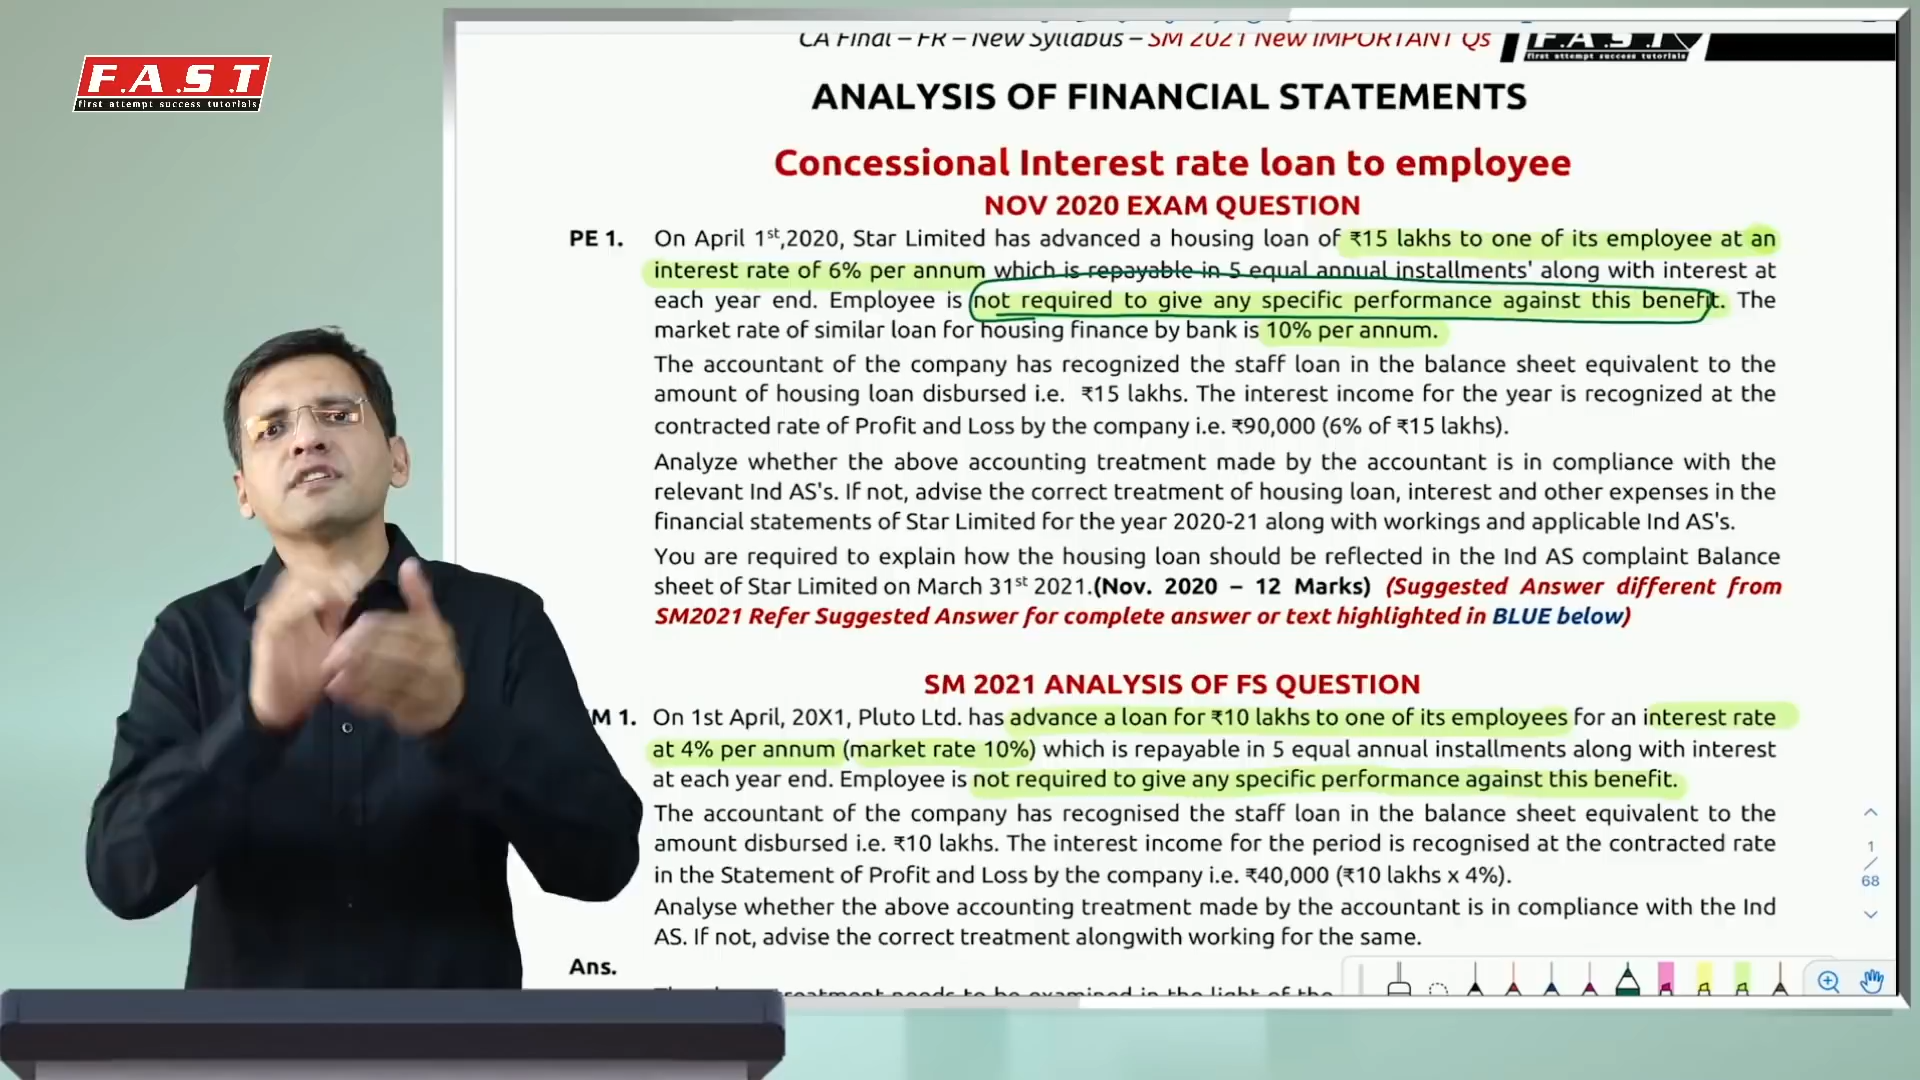 F.A.S.T
first attempt success tutorials
CA Final – FR – New Syllabus – SM 2021 New IMPORTANT Qs
F.A.S.T
first attempt success tutorials
ANALYSIS OF FINANCIAL STATEMENTS
Concessional Interest rate loan to employee
NOV 2020 EXAM QUESTION
PE 1. On April 1st,2020, Star Limited has advanced a housing loan of ₹15 lakhs to one of its employee at an
interest rate of 6% per annum which is repayable in 5 equal annual installments' along with interest at
each year end. Employee is not required to give any specific performance against this benefit. The
market rate of similar loan for housing finance by bank is 10% per annum.
The accountant of the company has recognized the staff loan in the balance sheet equivalent to the
amount of housing loan disbursed i.e. ₹15 lakhs. The interest income for the year is recognized at the
contracted rate of Profit and Loss by the company i.e. ₹90,000 (6% of ₹15 lakhs).
Analyze whether the above accounting treatment made by the accountant is in compliance with the
relevant Ind AS's. If not, advise the correct treatment of housing loan, interest and other expenses in the
financial statements of Star Limited for the year 2020-21 along with workings and applicable Ind AS's.
You are required to explain how the housing loan should be reflected in the Ind AS complaint Balance
sheet of Star Limited on March 31st 2021.(Nov. 2020 – 12 Marks) (Suggested Answer different from
SM2021 Refer Suggested Answer for complete answer or text highlighted in BLUE below)
SM 2021 ANALYSIS OF FS QUESTION
M 1. On 1st April, 20X1, Pluto Ltd. has advance a loan for ₹10 lakhs to one of its employees for an interest rate
at 4% per annum (market rate 10%) which is repayable in 5 equal annual installments along with interest
at each year end. Employee is not required to give any specific performance against this benefit.
The accountant of the company has recognised the staff loan in the balance sheet equivalent to the
amount disbursed i.e. ₹10 lakhs. The interest income for the period is recognised at the contracted rate
in the Statement of Profit and Loss by the company i.e. ₹40,000 (₹10 lakhs x 4%).
Analyse whether the above accounting treatment made by the accountant is in compliance with the Ind
AS. If not, advise the correct treatment alongwith working for the same.
Ans.
treatment needs to be examined in the light of the
1
/
68